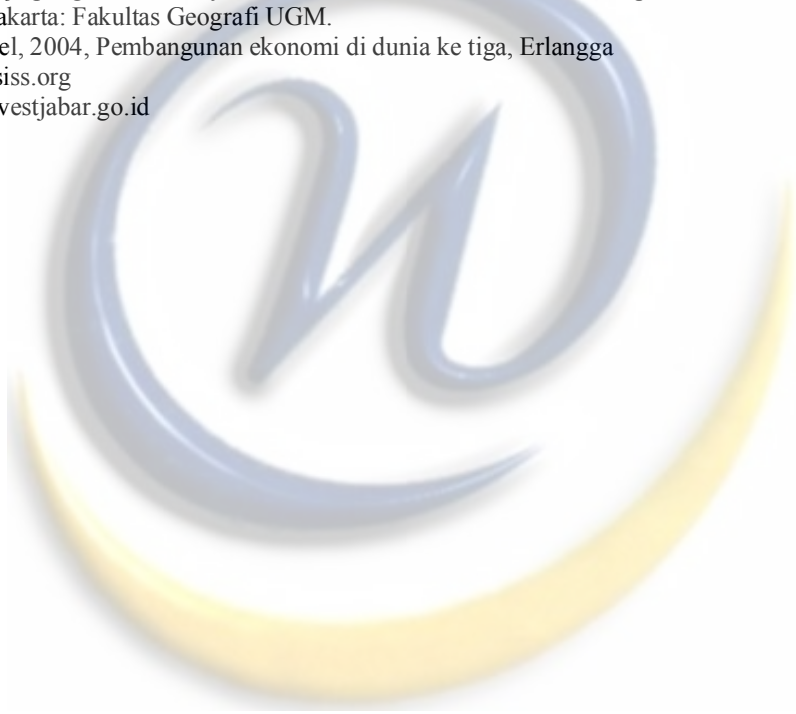 akarta: Fakultas Geografi UGM.
el, 2004, Pembangunan ekonomi di dunia ke tiga, Erlangga
siss.org
vestjabar.go.id